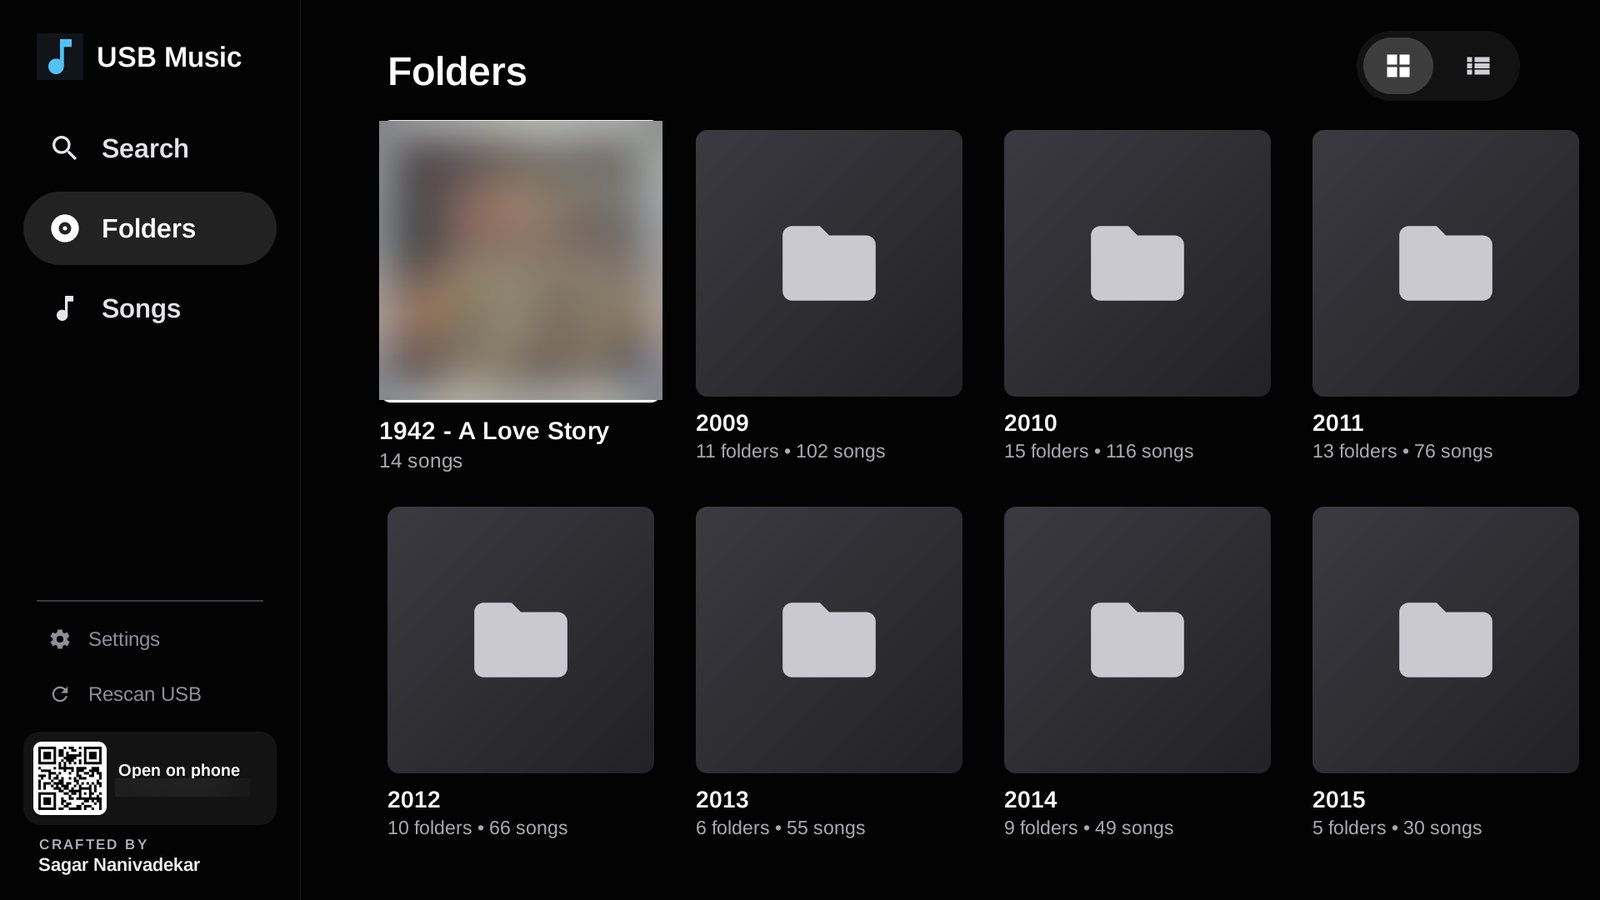 USB Music
Search
Folders
Songs
Settings
Rescan USB
Open on phone
CRAFTED BY
Sagar Nanivadekar
Folders
1942 - A Love Story
14 songs
2009
11 folders • 102 songs
2010
15 folders • 116 songs
2011
13 folders • 76 songs
2012
10 folders • 66 songs
2013
6 folders • 55 songs
2014
9 folders • 49 songs
2015
5 folders • 30 songs